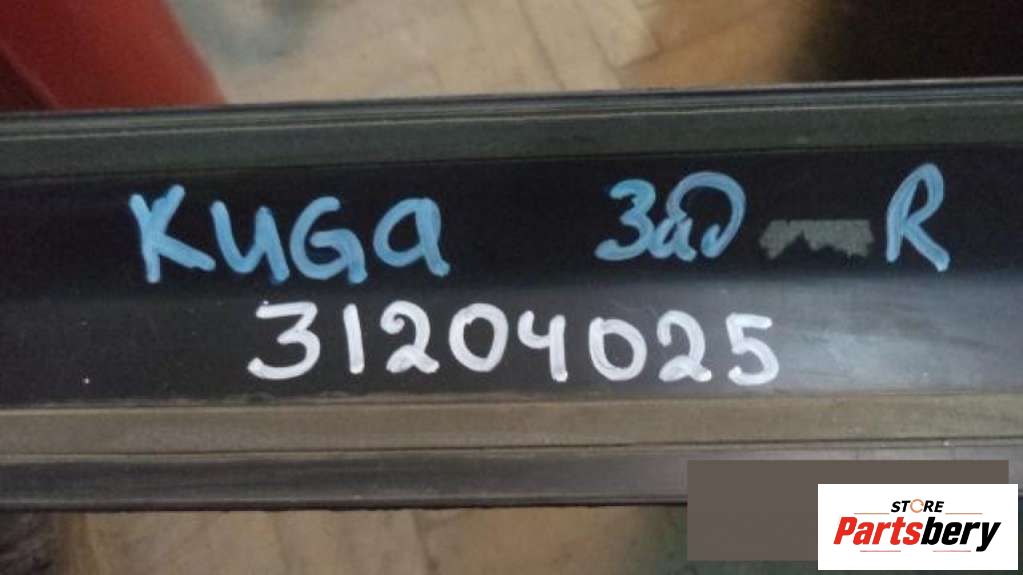 KUGA зад R
31204025
STORE
Partsbery